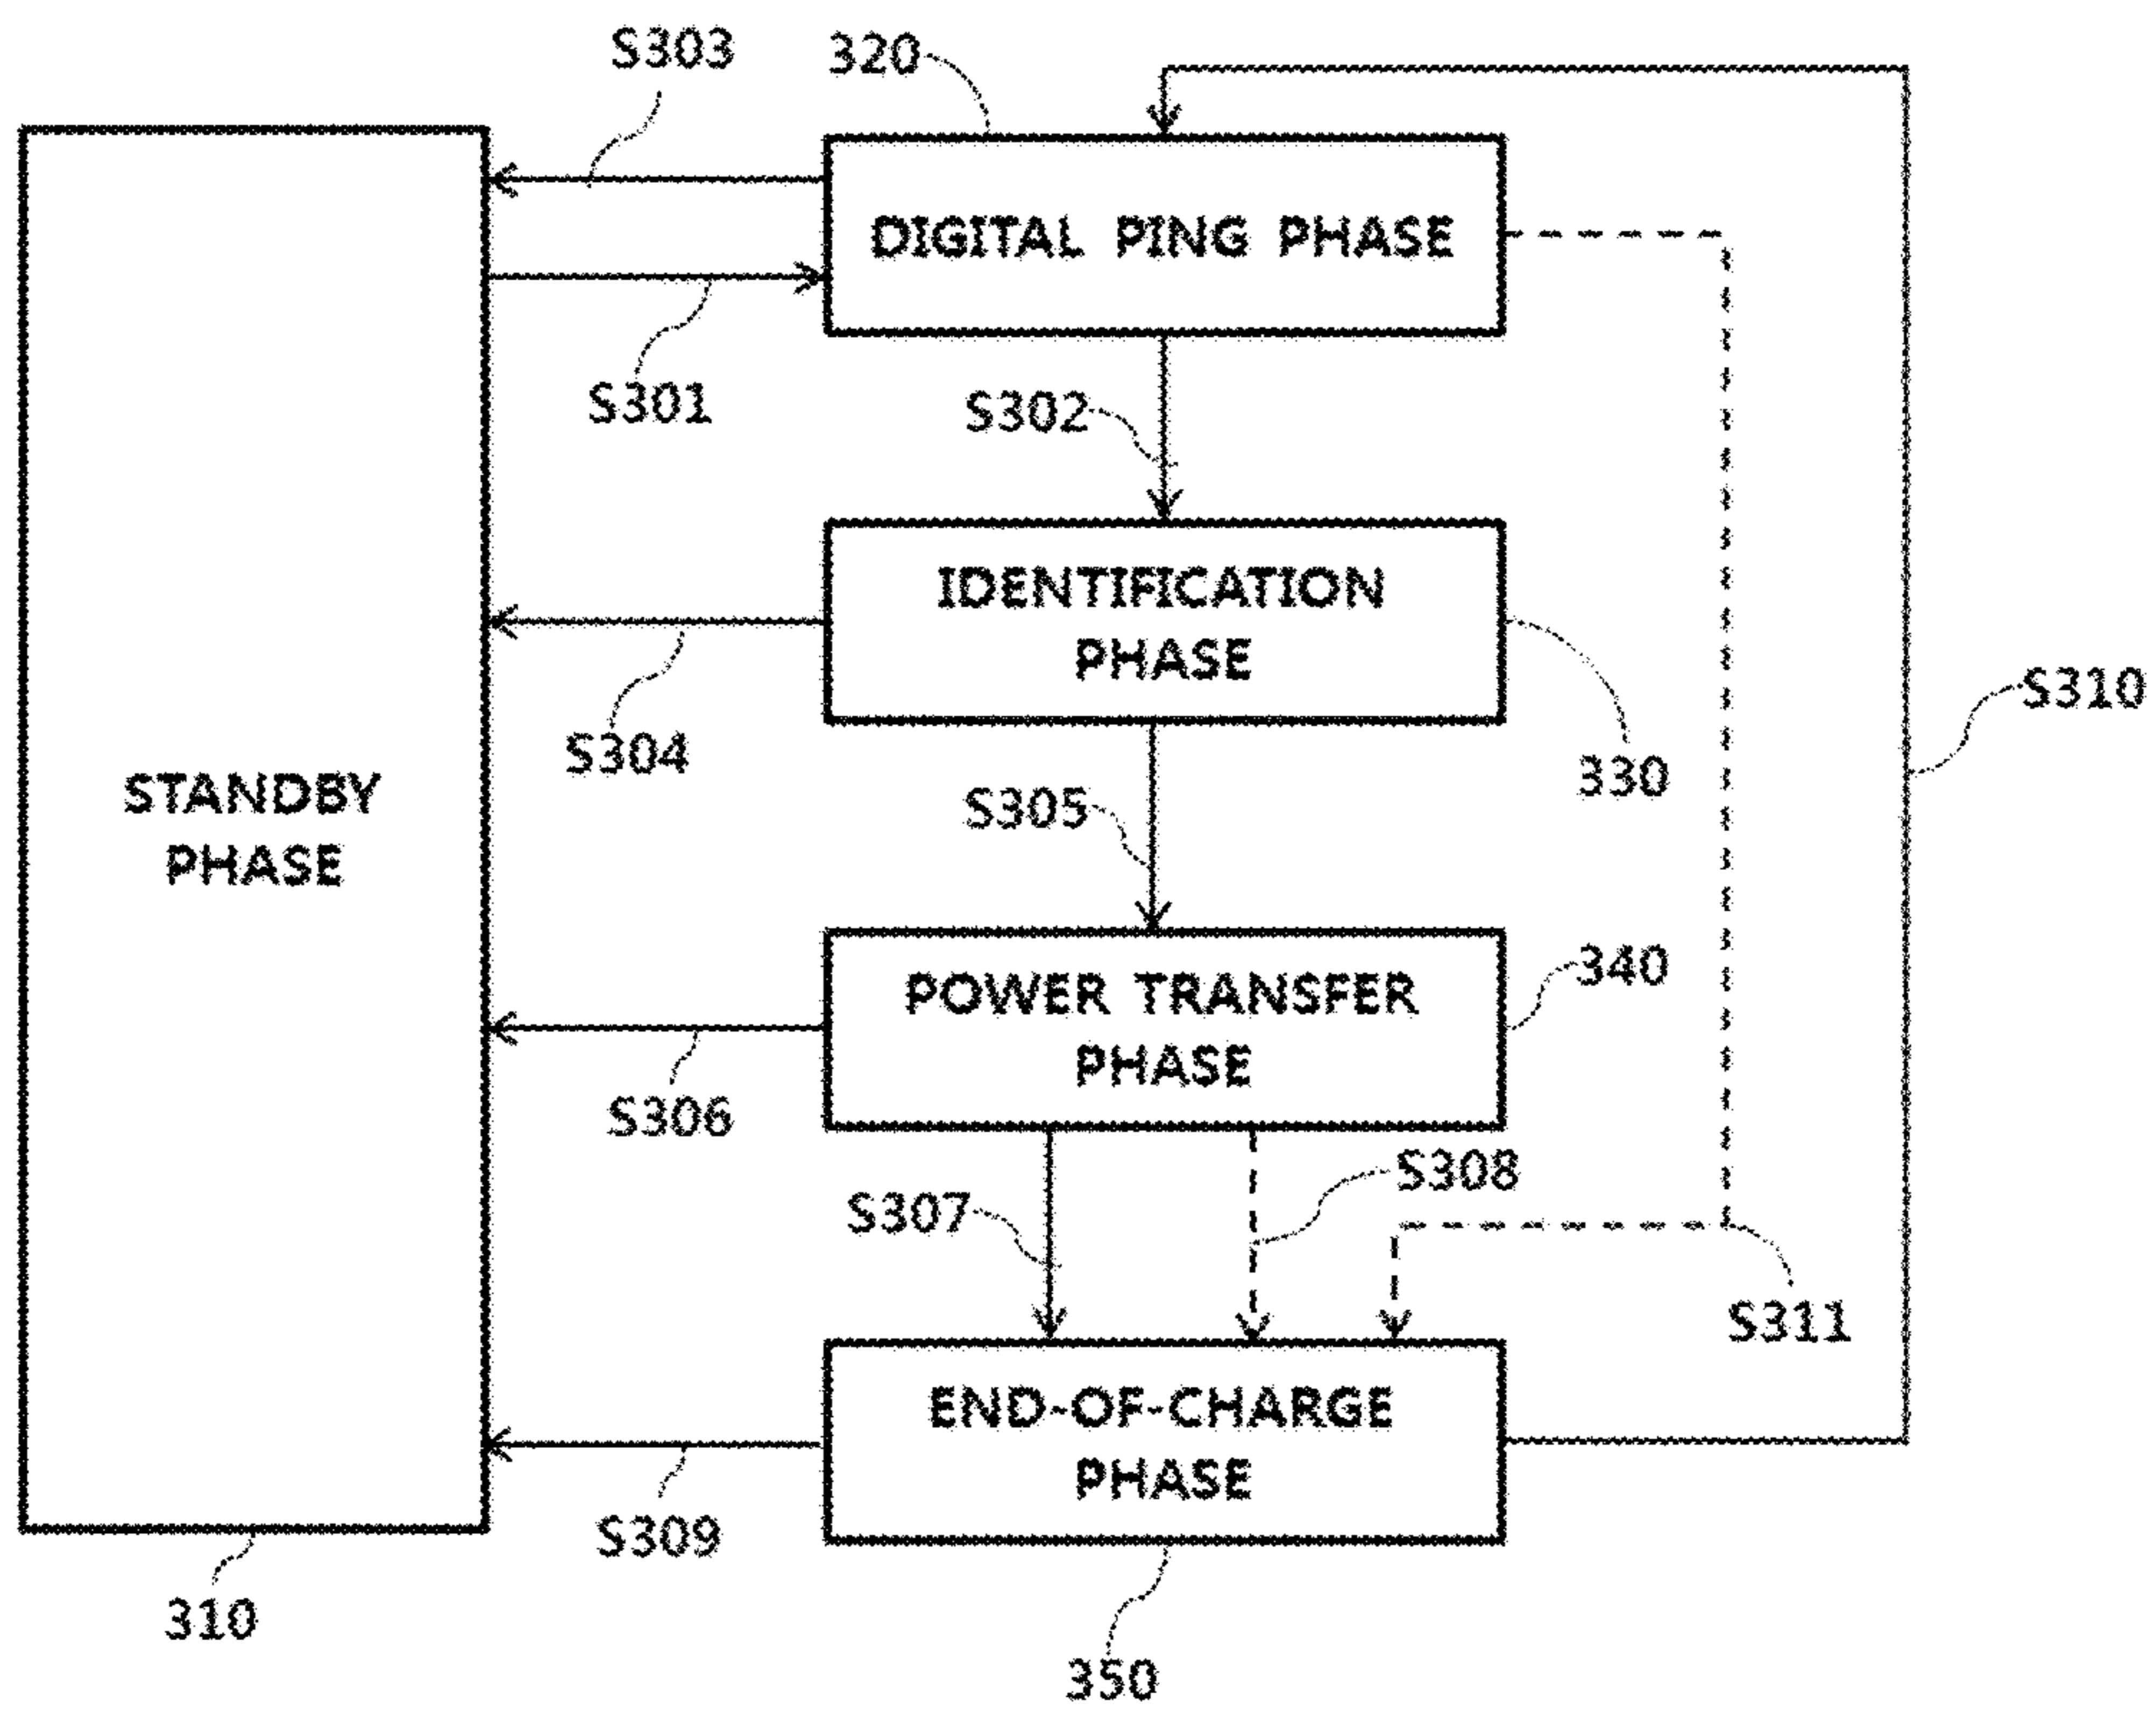 S303
320
DIGITAL PING PHASE
S301
S302
IDENTIFICATION
PHASE
S304
330
S310
STANDBY
PHASE
S305
POWER TRANSFER
PHASE
340
S306
S307
S308
S311
END-OF-CHARGE
PHASE
S309
310
350